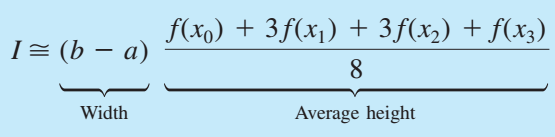 I ≅ (b − a) f(x₀) + 3f(x₁) + 3f(x₂) + f(x₃)
8
Width Average height